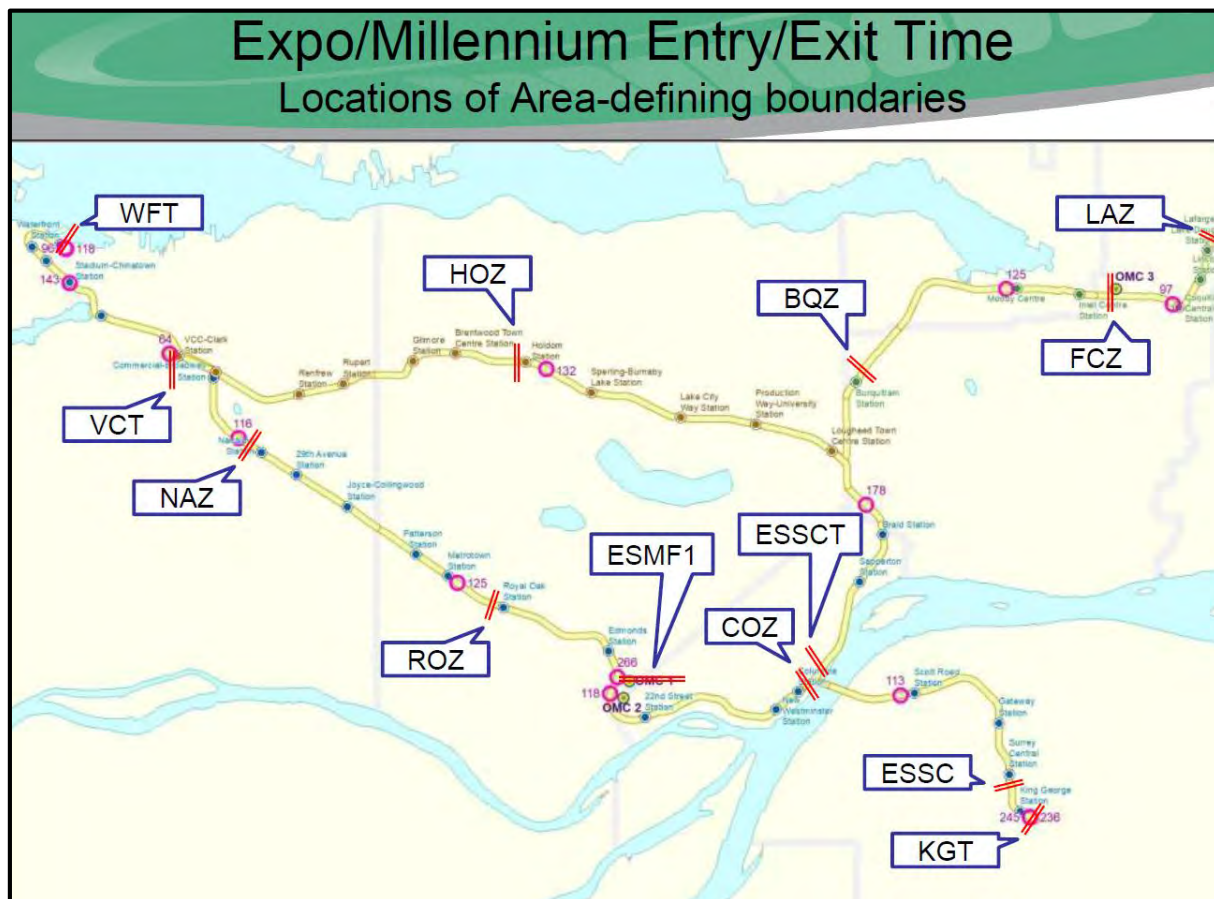 Expo/Millennium Entry/Exit Time
Locations of Area-defining boundaries
WFT
LAZ
Waterfront
Station
118
OMC 3
Stadium-Chinatown
Station
143
HOZ
125
Moody Centre
97
Inlet Centre
Station
Central
Station
BQZ
FCZ
64
VCC-Clark
Station
Brentwood Town
Centre Station
Gilmore
Station
Holdom
Station
132
Rupert
Station
Renfrew
Station
Sperling-Burnaby
Lake Station
Burquitlam
Station
Lake City
Way Station
Production
Way-University
Station
Lougheed Town
Centre Station
VCT
116
NAZ
29th Avenue
Station
Joyce-Collingwood
Station
178
Braid Station
Patterson
Station
Metrotown
Station
125
ESMF1
ESSCT
Sapperton
Station
Royal Oak
Station
ROZ
COZ
Edmonds
Station
266
OMC 1
118
OMC 2
22nd Street
Station
New
Westminster
Station
113
Scott Road
Station
Gateway
Station
Surrey
Central
Station
ESSC
King George
Station
245
236
KGT